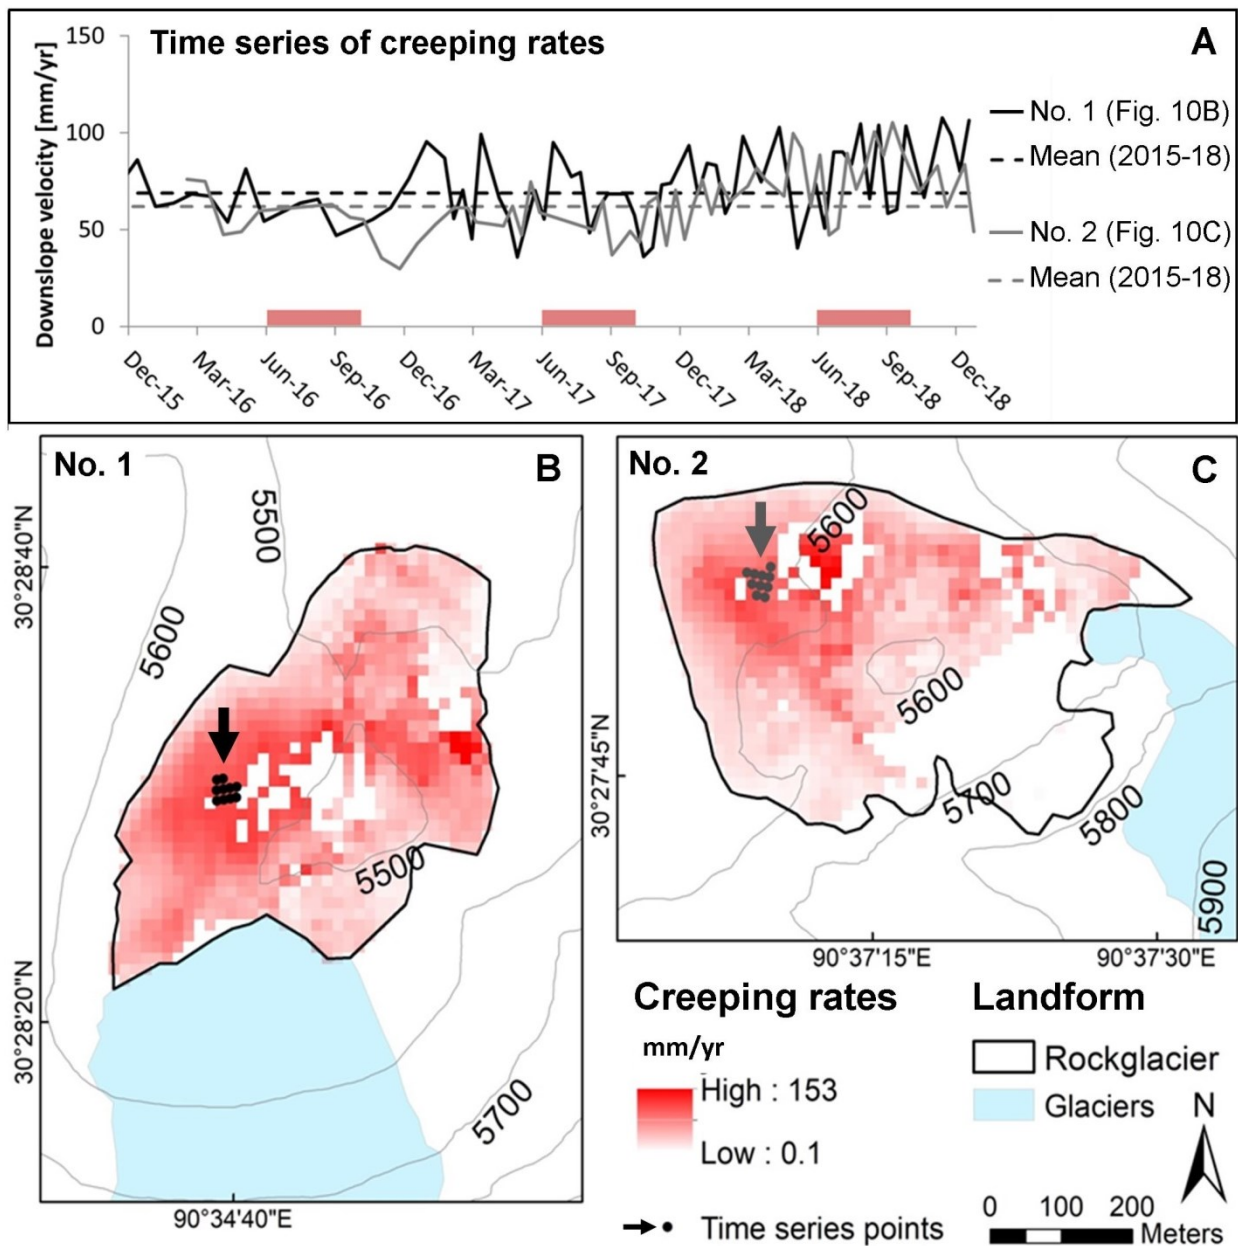 Time series of creeping rates
A
Downslope velocity [mm/yr]
150
100
50
0
Dec-15
Mar-16
Jun-16
Sep-16
Dec-16
Mar-17
Jun-17
Sep-17
Dec-17
Mar-18
Jun-18
Sep-18
Dec-18
No. 1 (Fig. 10B)
Mean (2015-18)
No. 2 (Fig. 10C)
Mean (2015-18)
No. 1
B
5500
5600
5500
5700
30°28'40"N
30°28'20"N
90°34'40"E
No. 2
C
5600
5600
5700
5800
5900
30°27'45"N
90°37'15"E
90°37'30"E
Creeping rates
mm/yr
High : 153
Low : 0.1
Time series points
Landform
Rockglacier
Glaciers
N
0 100 200
Meters